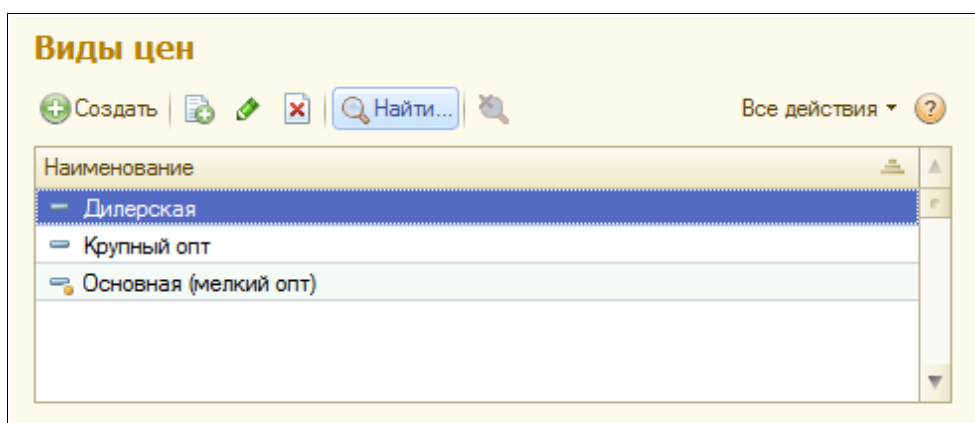 Виды цен
Создать Найти... Все действия ?
Наименование
Дилерская
Крупный опт
Основная (мелкий опт)